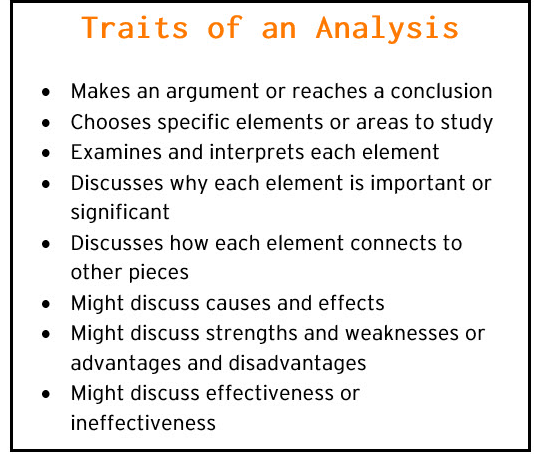 Traits of an Analysis
• Makes an argument or reaches a conclusion
• Chooses specific elements or areas to study
• Examines and interprets each element
• Discusses why each element is important or
significant
• Discusses how each element connects to
other pieces
• Might discuss causes and effects
• Might discuss strengths and weaknesses or
advantages and disadvantages
• Might discuss effectiveness or
ineffectiveness